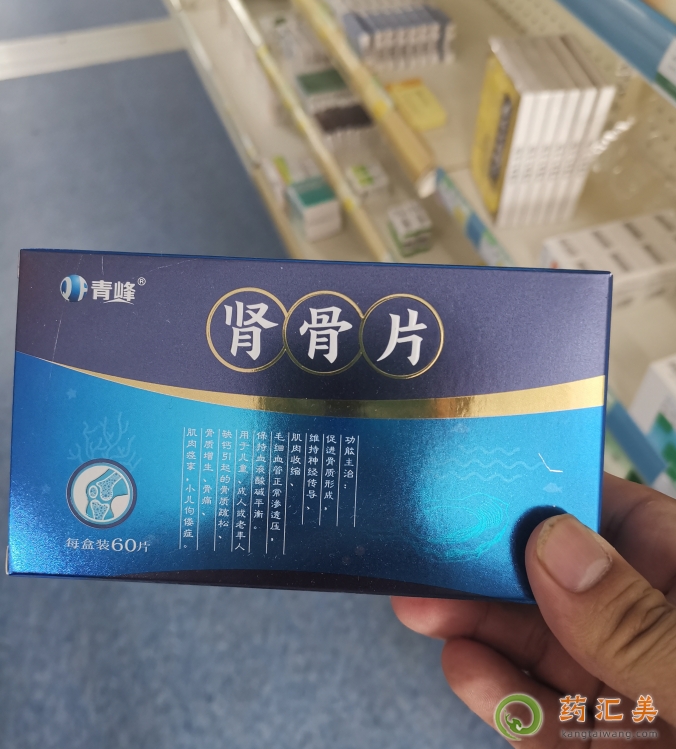 青峰®
肾骨片
功能主治：
促进骨质形成，
维持神经传导、
肌肉收缩、
毛细血管正常渗透压，
保持血液酸碱平衡。
用于儿童、成人或老年人
缺钙引起的骨质疏松、
骨质增生、骨痛、
肌肉痉挛，小儿佝偻症。
每盒装60片
药汇美
kangaiwang.com